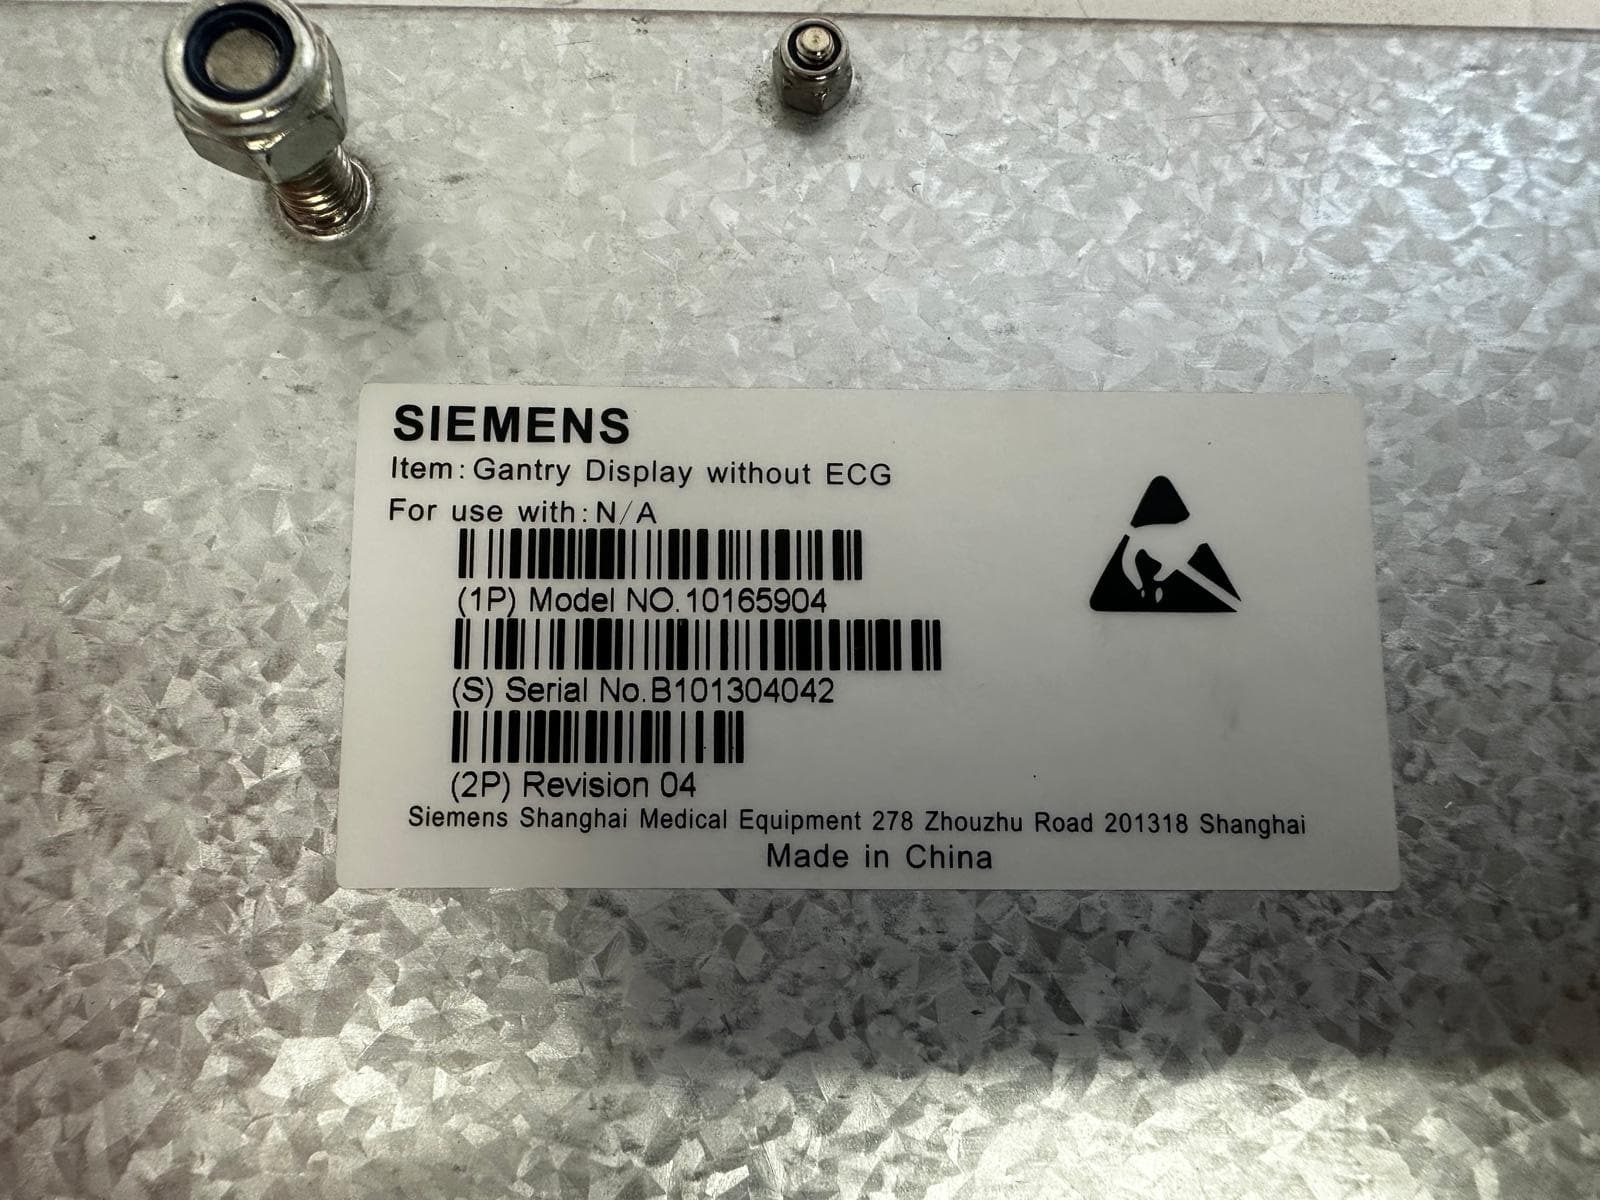 SIEMENS
Item: Gantry Display without ECG
For use with: N/A
(1P) Model NO.10165904
(S) Serial No.B101304042
(2P) Revision 04
Siemens Shanghai Medical Equipment 278 Zhouzhu Road 201318 Shanghai
Made in China